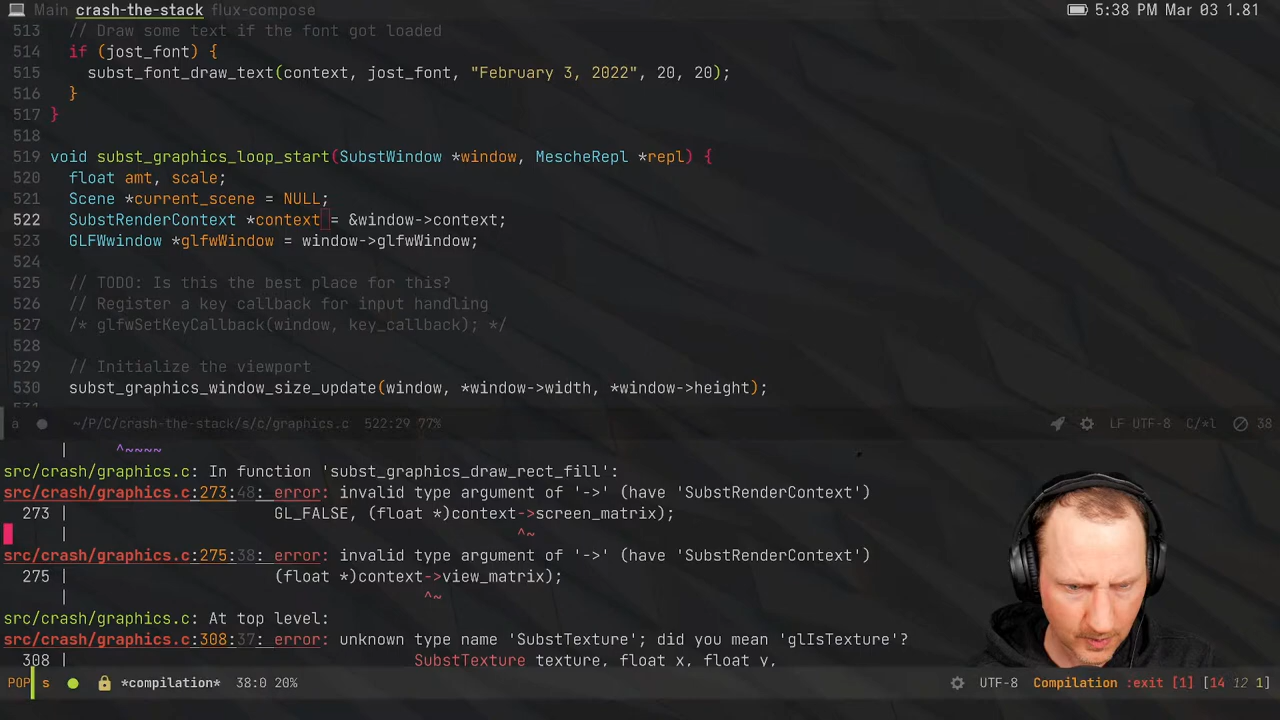 Main crash-the-stack flux-compose
5:38 PM Mar 03 1.81
513 // Draw some text if the font got loaded
514 if (jost_font) {
515 subst_font_draw_text(context, jost_font, "February 3, 2022", 20, 20);
516 }
517 }
518
519 void subst_graphics_loop_start(SubstWindow *window, MescheRepl *repl) {
520 float amt, scale;
521 Scene *current_scene = NULL;
522 SubstRenderContext *context = &window->context;
523 GLFWwindow *glfwWindow = window->glfwWindow;
524
525 // TODO: Is this the best place for this?
526 // Register a key callback for input handling
527 /* glfwSetKeyCallback(window, key_callback); */
528
529 // Initialize the viewport
530 subst_graphics_window_size_update(window, *window->width, *window->height);
a ~/P/C/crash-the-stack/s/c/graphics.c 522:29 77% LF UTF-8 C/*l 38
| ^~~~~
src/crash/graphics.c: In function 'subst_graphics_draw_rect_fill':
src/crash/graphics.c:273:48: error: invalid type argument of '->' (have 'SubstRenderContext')
273 | GL_FALSE, (float *)context->screen_matrix);
| ^~
src/crash/graphics.c:275:38: error: invalid type argument of '->' (have 'SubstRenderContext')
275 | (float *)context->view_matrix);
| ^~
src/crash/graphics.c: At top level:
src/crash/graphics.c:308:37: error: unknown type name 'SubstTexture'; did you mean 'glIsTexture'?
308 | SubstTexture texture, float x, float y,
POP s *compilation* 38:0 20% UTF-8 Compilation :exit [1] [14 12 1]